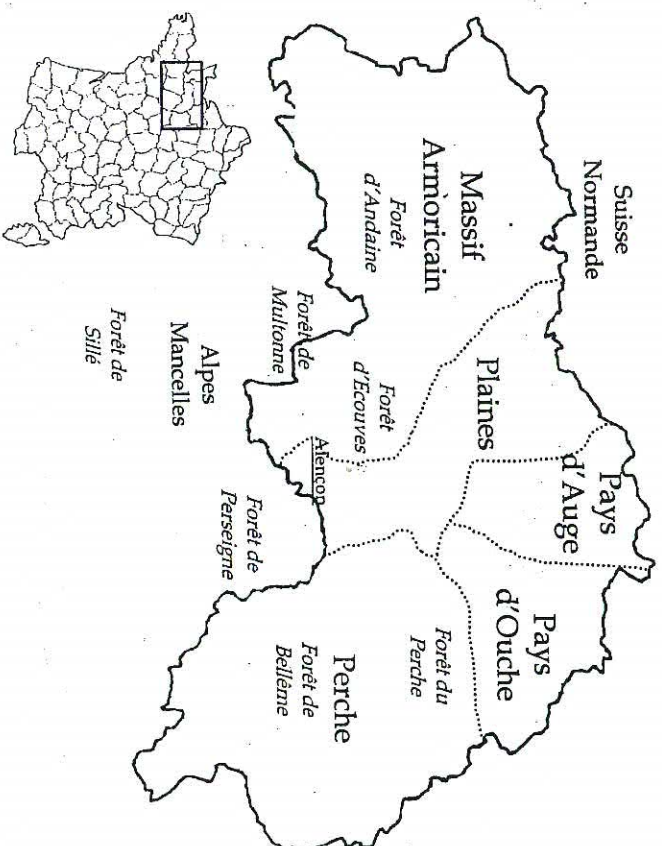 Suisse
Normande
Massif
Armoricain
Forêt
d'Andaine
Plaines
Pays
d'Auge
Pays
d'Ouche
Forêt
d'Ecouves
Forêt de
Multonne
Alençon
Alpes
Mancelles
Forêt de
Sillé
Forêt de
Perseigne
Forêt du
Perche
Perche
Forêt de
Bellême